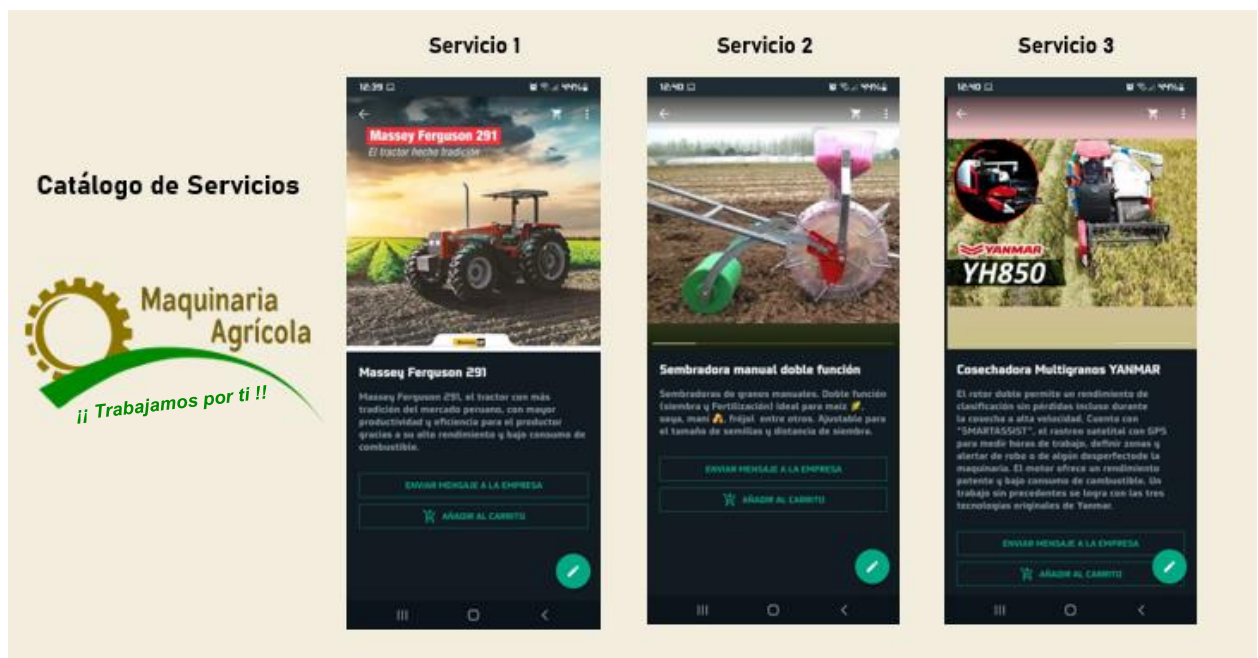 Servicio 1
Servicio 2
Servicio 3
Catálogo de Servicios
Maquinaria
Agrícola
¡¡ Trabajamos por ti !!
12:39
Massey Ferguson 291
El tractor hecho tradición
Massey Ferguson 291
Massey Ferguson 291, el tractor con más
tradición del mercado peruano, con mayor
productividad y eficiencia para el productor
gracias a su alto rendimiento y bajo consumo de
combustible.
ENVIAR MENSAJE A LA EMPRESA
AÑADIR AL CARRITO
12:40
Sembradora manual doble función
Sembradoras de granos manuales. Doble función
(siembra y Fertilización) ideal para maíz 🌽,
soya, maní 🥜, fréjol entre otros. Ajustable para
el tamaño de semillas y distancia de siembra.
ENVIAR MENSAJE A LA EMPRESA
AÑADIR AL CARRITO
12:40
YANMAR
YH850
Cosechadora Multigranos YANMAR
El rotor doble permite un rendimiento de
clasificación sin pérdidas incluso durante
la cosecha a alta velocidad. Cuenta con
"SMARTASSIST", el rastreo satelital con GPS
para medir horas de trabajo, definir zonas y
alertar de robo o de algún desperfectode la
maquinaria. El motor ofrece un rendimiento
potente y bajo consumo de combustible. Un
trabajo sin precedentes se logra con las tres
tecnologías originales de Yanmar.
ENVIAR MENSAJE A LA EMPRESA
AÑADIR AL CARRITO